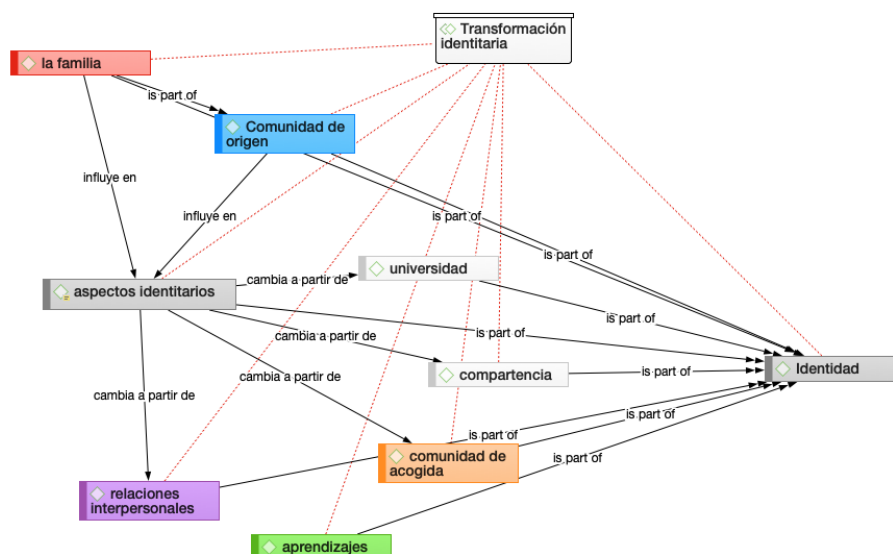 Transformación
identitaria
la familia
is part of
Comunidad de
origen
influye en
influye en
is part of
is part of
universidad
cambia a partir de
aspectos identitarios
is part of
is part of
cambia a partir de
Identidad
compartencia
is part of
cambia a partir de
cambia a partir de
is part of
is part of
comunidad de
acogida
is part of
relaciones
interpersonales
aprendizajes